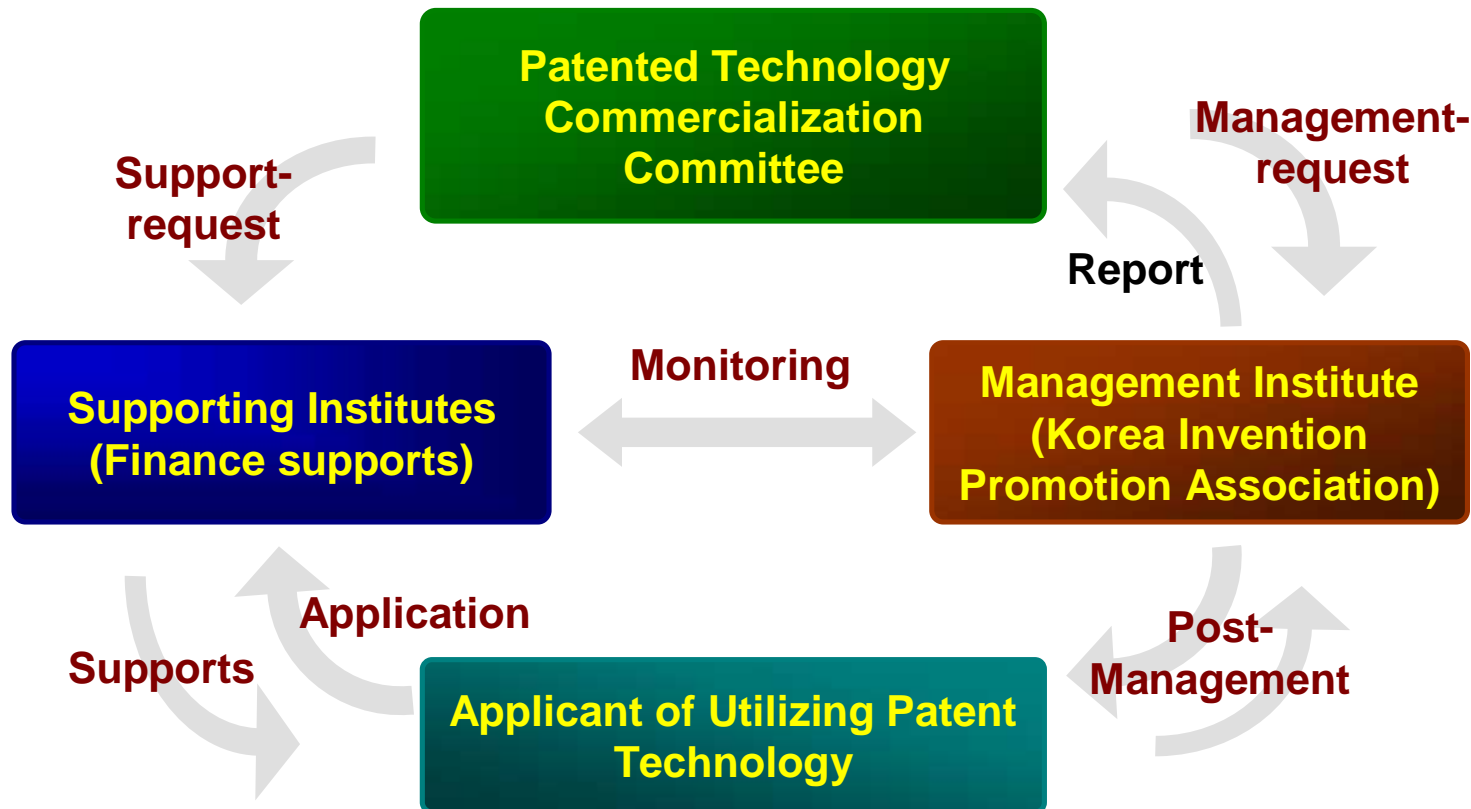 Patented Technology
Commercialization
Committee
Management-
request
Support-
request
Report
Supporting Institutes
(Finance supports)
Monitoring
Management Institute
(Korea Invention
Promotion Association)
Application
Supports
Post-
Management
Applicant of Utilizing Patent
Technology